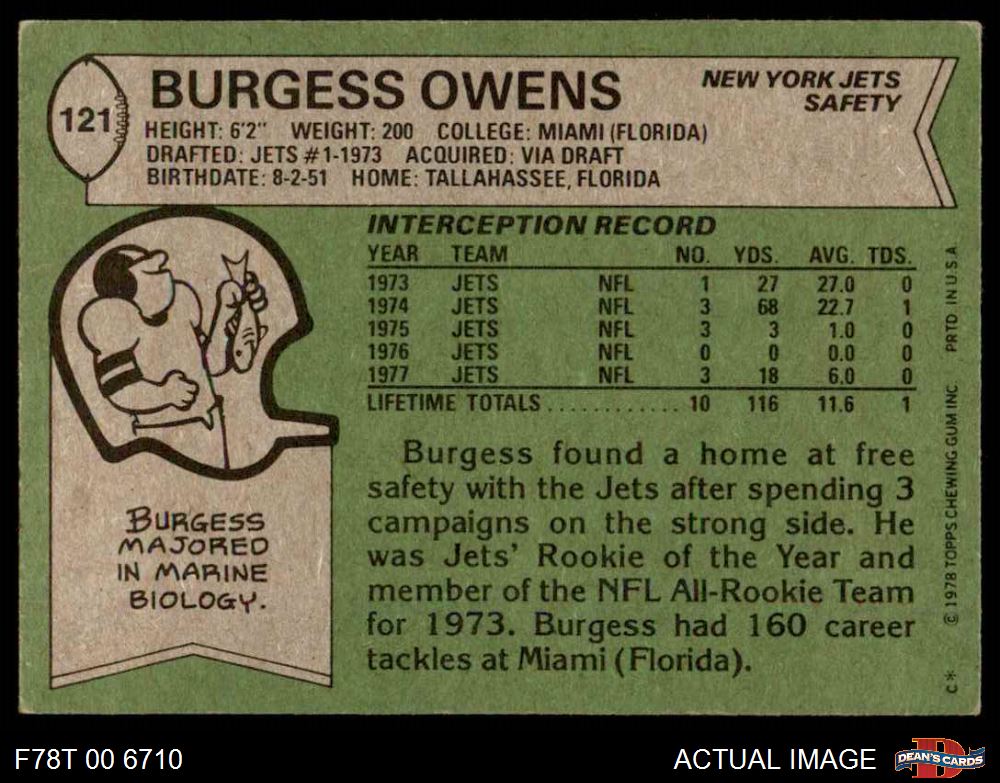 121
BURGESS OWENS
NEW YORK JETS
SAFETY
HEIGHT: 6'2" WEIGHT: 200 COLLEGE: MIAMI (FLORIDA)
DRAFTED: JETS #1-1973 ACQUIRED: VIA DRAFT
BIRTHDATE: 8-2-51 HOME: TALLAHASSEE, FLORIDA
INTERCEPTION RECORD
YEAR TEAM NO. YDS. AVG. TDS.
1973 JETS NFL 1 27 27.0 0
1974 JETS NFL 3 68 22.7 1
1975 JETS NFL 3 3 1.0 0
1976 JETS NFL 0 0 0.0 0
1977 JETS NFL 3 18 6.0 0
LIFETIME TOTALS............ 10 116 11.6 1
BURGESS
MAJORED
IN MARINE
BIOLOGY.
Burgess found a home at free
safety with the Jets after spending 3
campaigns on the strong side. He
was Jets' Rookie of the Year and
member of the NFL All-Rookie Team
for 1973. Burgess had 160 career
tackles at Miami (Florida).
C* © 1978 TOPPS CHEWING GUM INC PRTD IN U.S.A
F78T 00 6710
ACTUAL IMAGE
D
DEAN'S CARDS